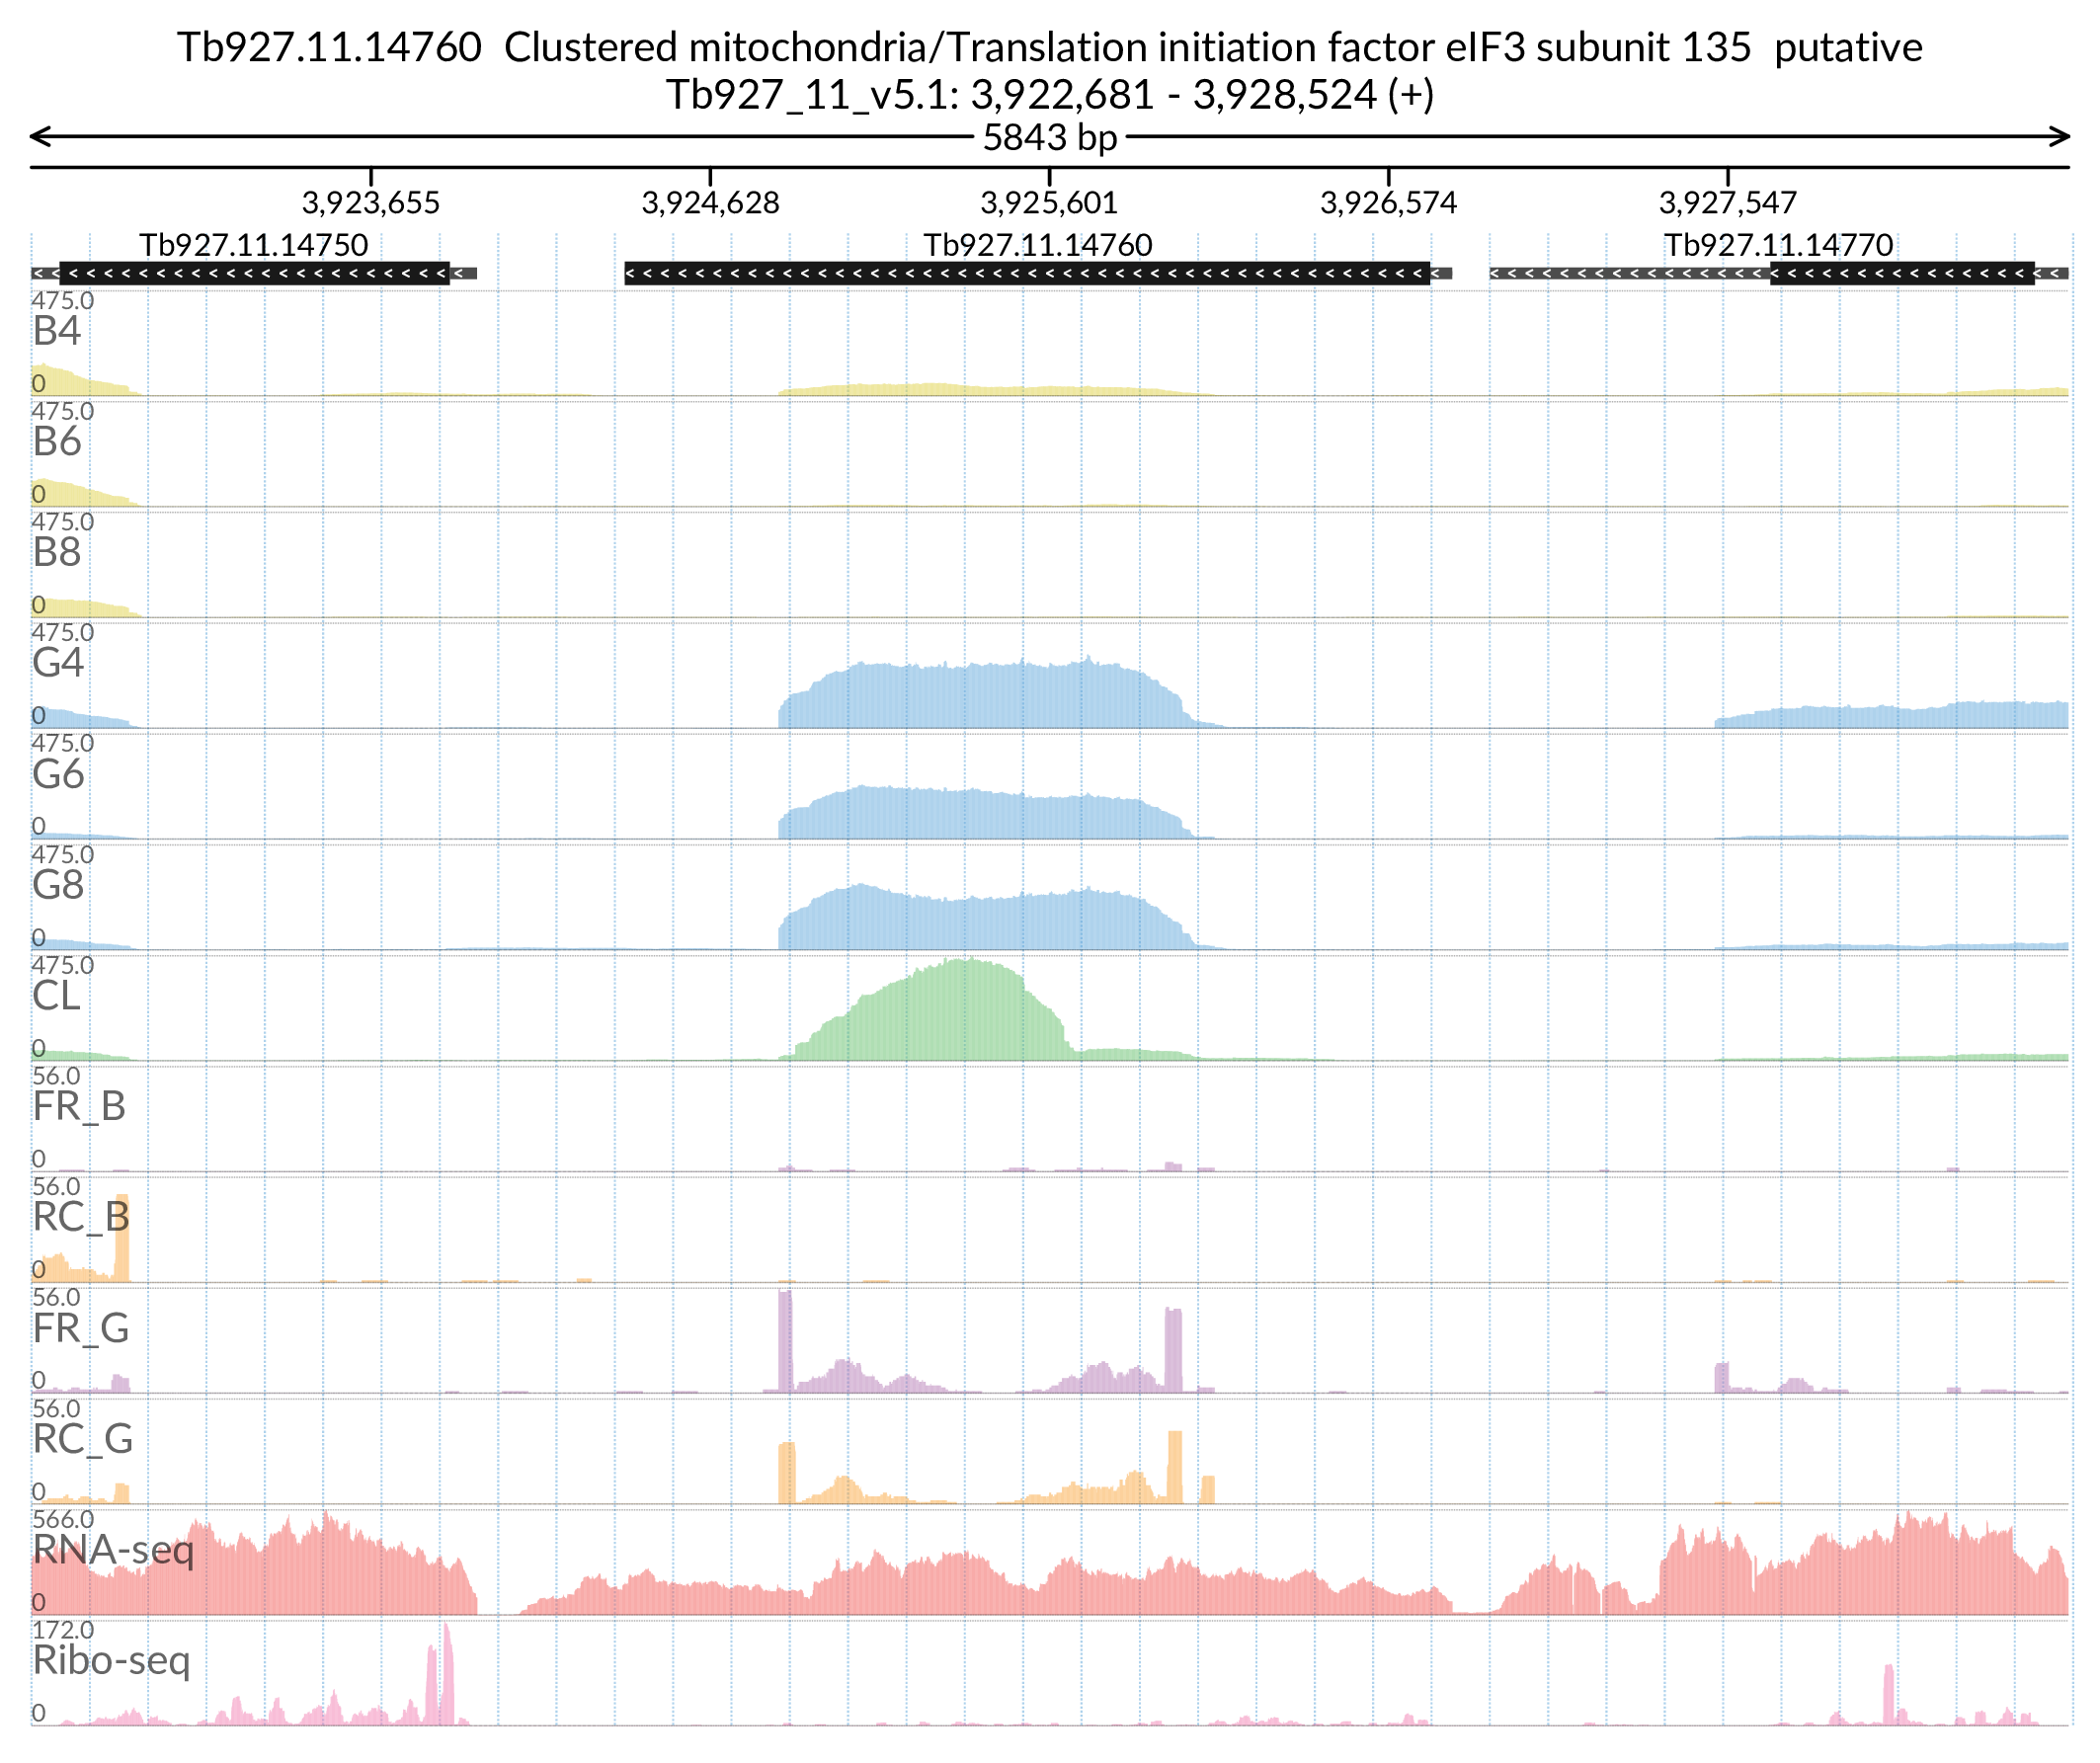 Tb927.11.14760  Clustered mitochondria/Translation initiation factor eIF3 subunit 135  putative
Tb927_11_v5.1: 3,922,681 - 3,928,524 (+)
5843 bp
3,923,655 3,924,628 3,925,601 3,926,574 3,927,547
Tb927.11.14750 Tb927.11.14760 Tb927.11.14770
475.0
B4
0
475.0
B6
0
475.0
B8
0
475.0
G4
0
475.0
G6
0
475.0
G8
0
475.0
CL
0
56.0
FR_B
0
56.0
RC_B
0
56.0
FR_G
0
56.0
RC_G
0
566.0
RNA-seq
0
172.0
Ribo-seq
0